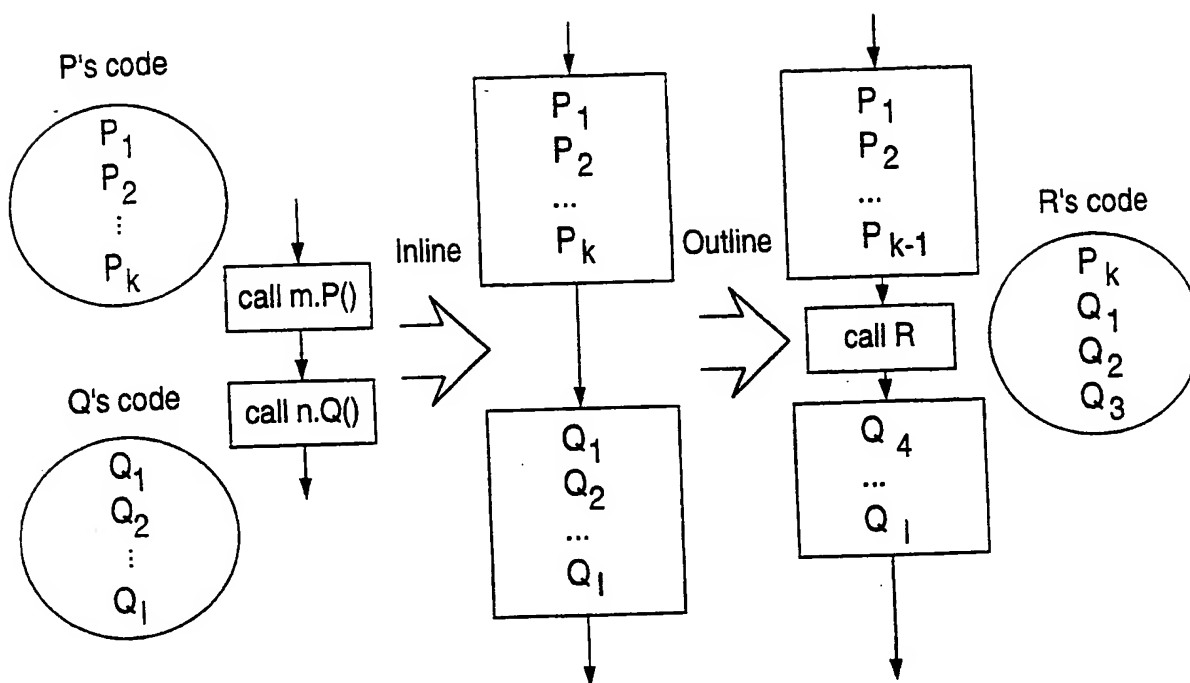 P's code
P1
P2
⋮
Pk
call m.P()
call n.Q()
Q's code
Q1
Q2
⋮
Ql
Inline
P1
P2
...
Pk
Q1
Q2
...
Ql
Outline
P1
P2
...
Pk-1
call R
Q4
...
Ql
R's code
Pk
Q1
Q2
Q3